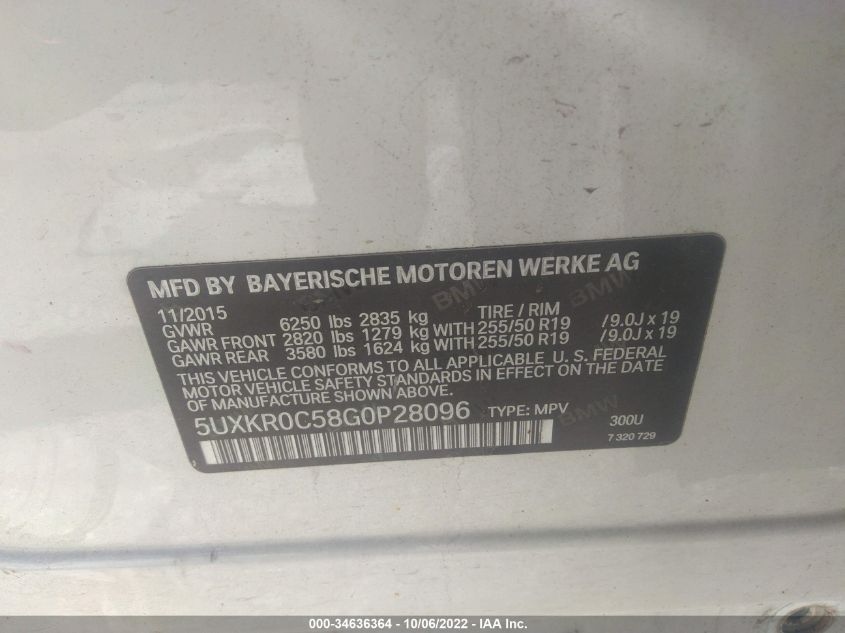 MFD BY BAYERISCHE MOTOREN WERKE AG
11/2015 TIRE / RIM
GVWR 6250 lbs 2835 kg
GAWR FRONT 2820 lbs 1279 kg WITH 255/50 R19 / 9.0J x 19
GAWR REAR 3580 lbs 1624 kg WITH 255/50 R19 / 9.0J x 19
THIS VEHICLE CONFORMS TO ALL APPLICABLE U. S. FEDERAL
MOTOR VEHICLE SAFETY STANDARDS IN EFFECT ON THE DATE
OF MANUFACTURE SHOWN ABOVE.
5UXKR0C58G0P28096 TYPE: MPV 300U
7 320 729
BMW
BMW
BMW
000-34636364 - 10/06/2022 - IAA Inc.